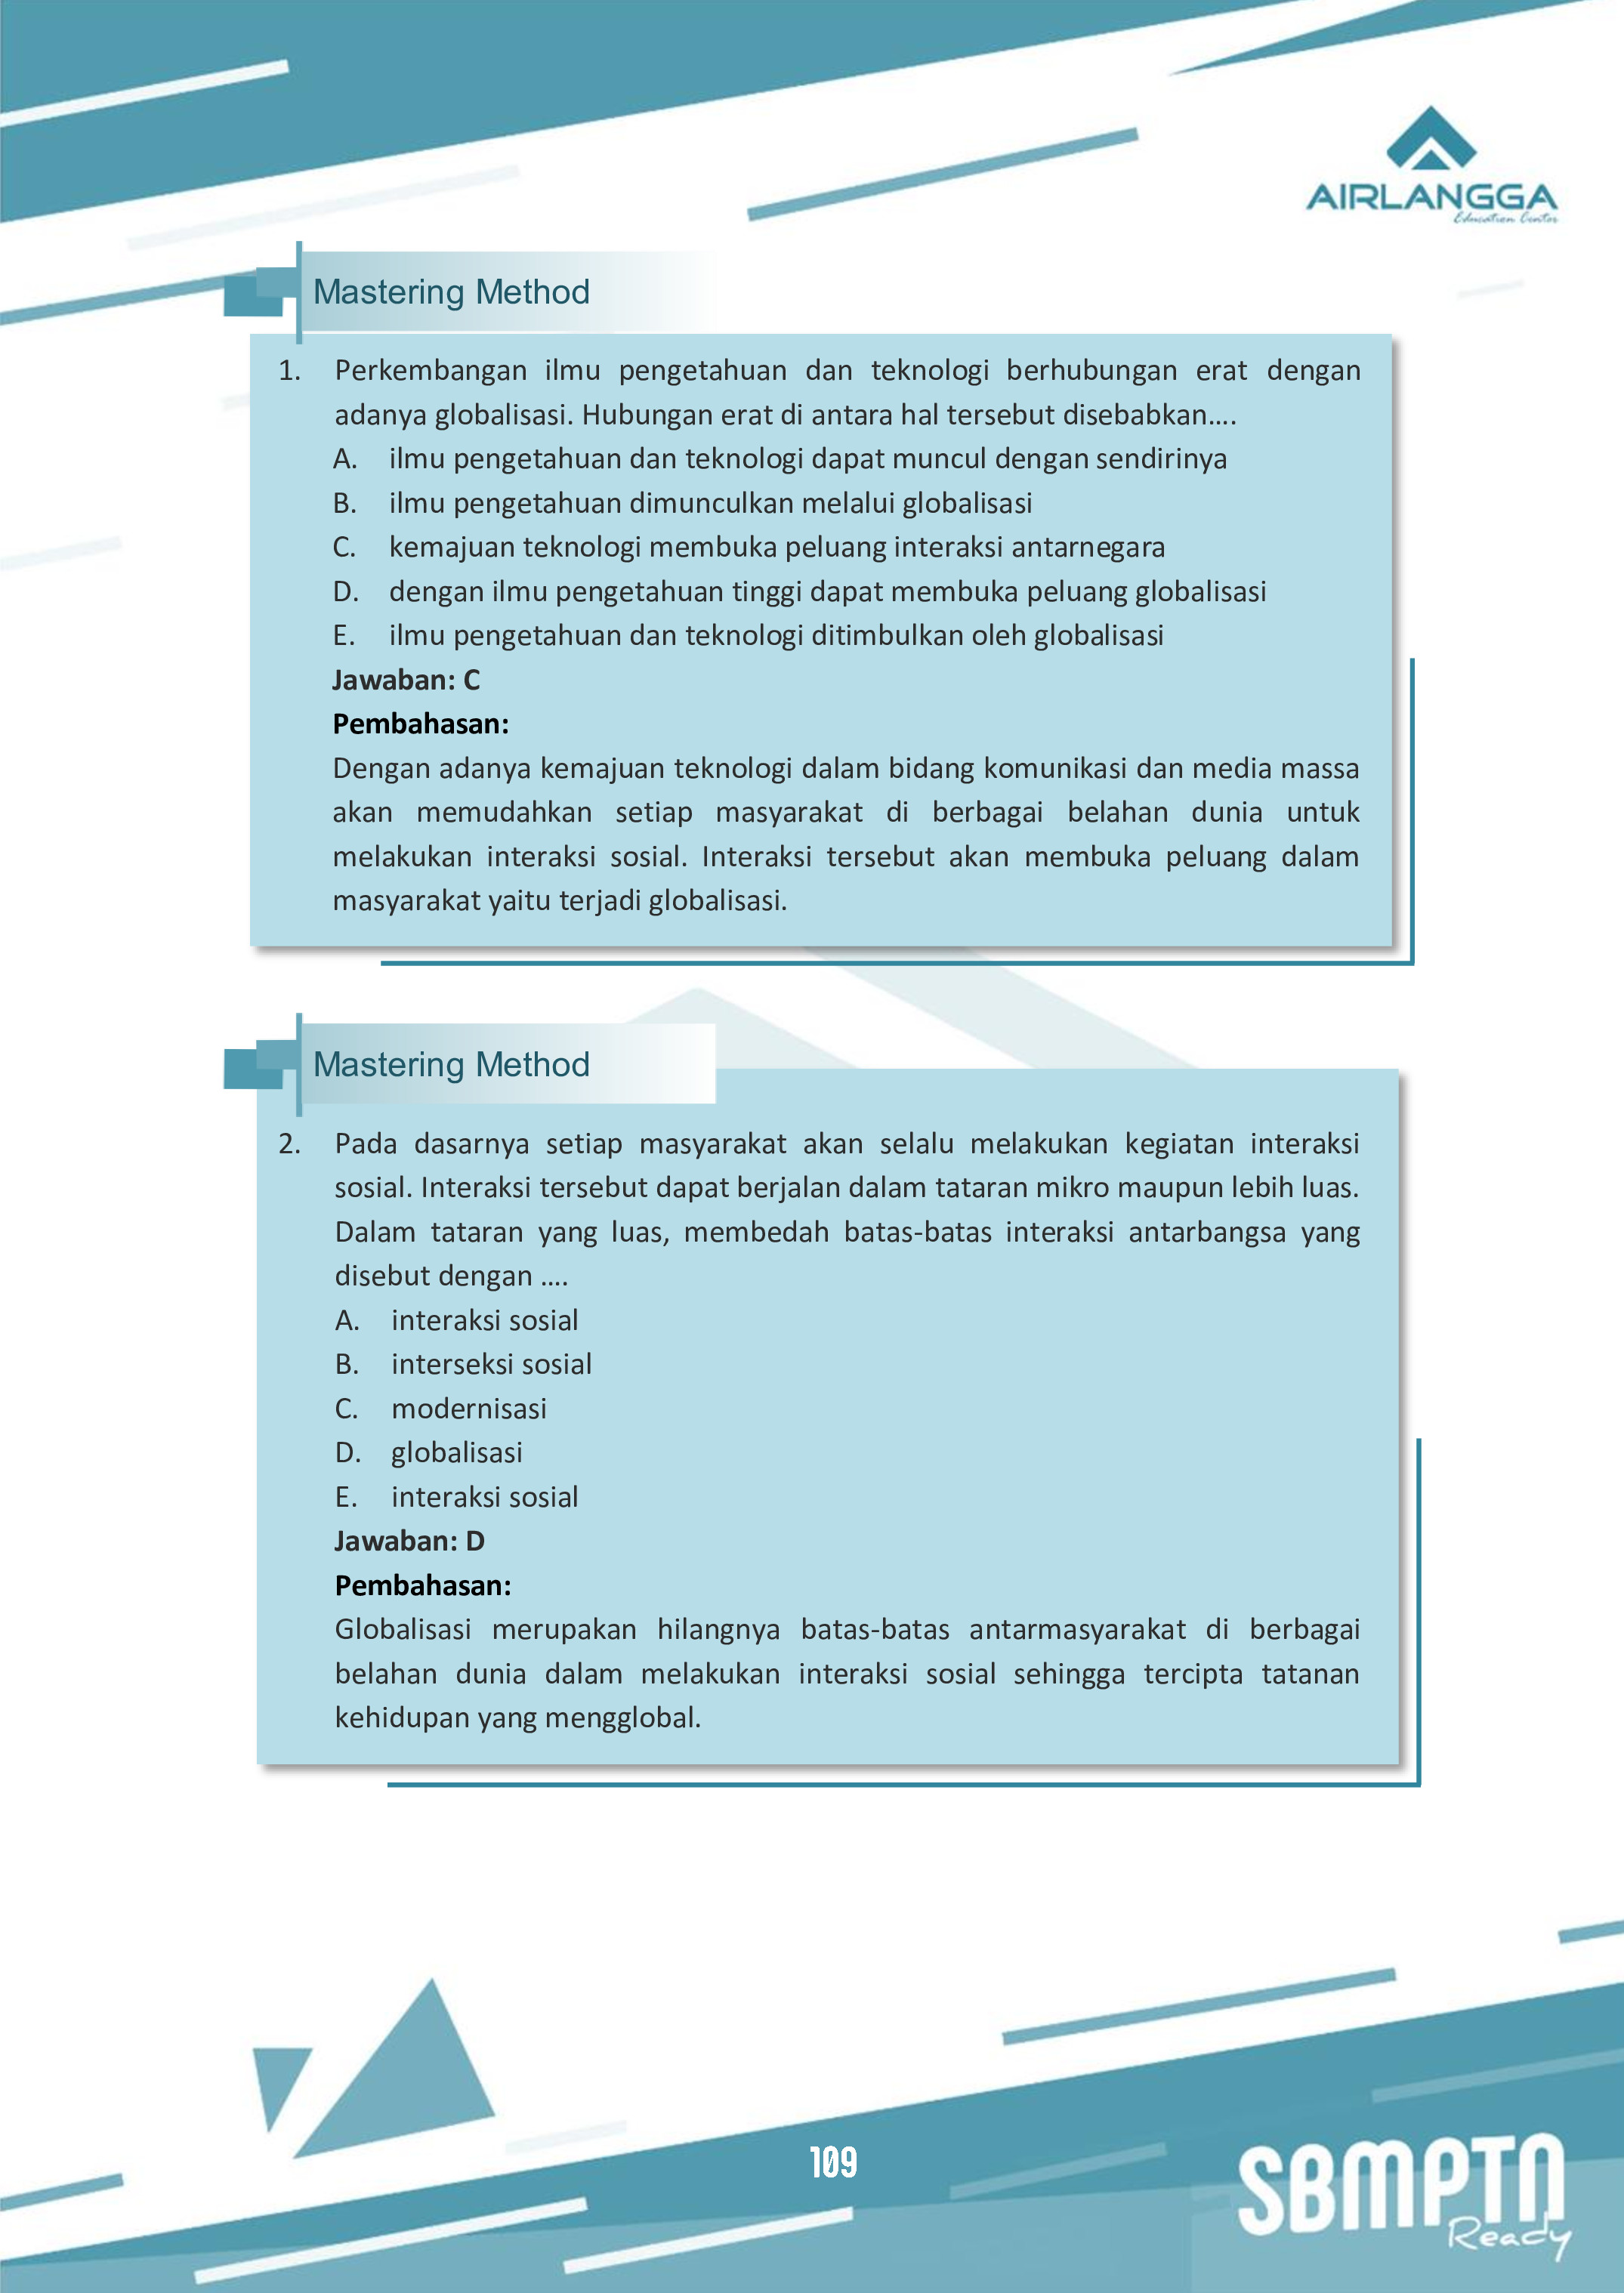 AIRLANGGA
Education Center
Mastering Method
1. Perkembangan ilmu pengetahuan dan teknologi berhubungan erat dengan
adanya globalisasi. Hubungan erat di antara hal tersebut disebabkan....
A. ilmu pengetahuan dan teknologi dapat muncul dengan sendirinya
B. ilmu pengetahuan dimunculkan melalui globalisasi
C. kemajuan teknologi membuka peluang interaksi antarnegara
D. dengan ilmu pengetahuan tinggi dapat membuka peluang globalisasi
E. ilmu pengetahuan dan teknologi ditimbulkan oleh globalisasi
Jawaban: C
Pembahasan:
Dengan adanya kemajuan teknologi dalam bidang komunikasi dan media massa
akan memudahkan setiap masyarakat di berbagai belahan dunia untuk
melakukan interaksi sosial. Interaksi tersebut akan membuka peluang dalam
masyarakat yaitu terjadi globalisasi.
Mastering Method
2. Pada dasarnya setiap masyarakat akan selalu melakukan kegiatan interaksi
sosial. Interaksi tersebut dapat berjalan dalam tataran mikro maupun lebih luas.
Dalam tataran yang luas, membedah batas-batas interaksi antarbangsa yang
disebut dengan ....
A. interaksi sosial
B. interseksi sosial
C. modernisasi
D. globalisasi
E. interaksi sosial
Jawaban: D
Pembahasan:
Globalisasi merupakan hilangnya batas-batas antarmasyarakat di berbagai
belahan dunia dalam melakukan interaksi sosial sehingga tercipta tatanan
kehidupan yang mengglobal.
109
SBMPTN
Ready